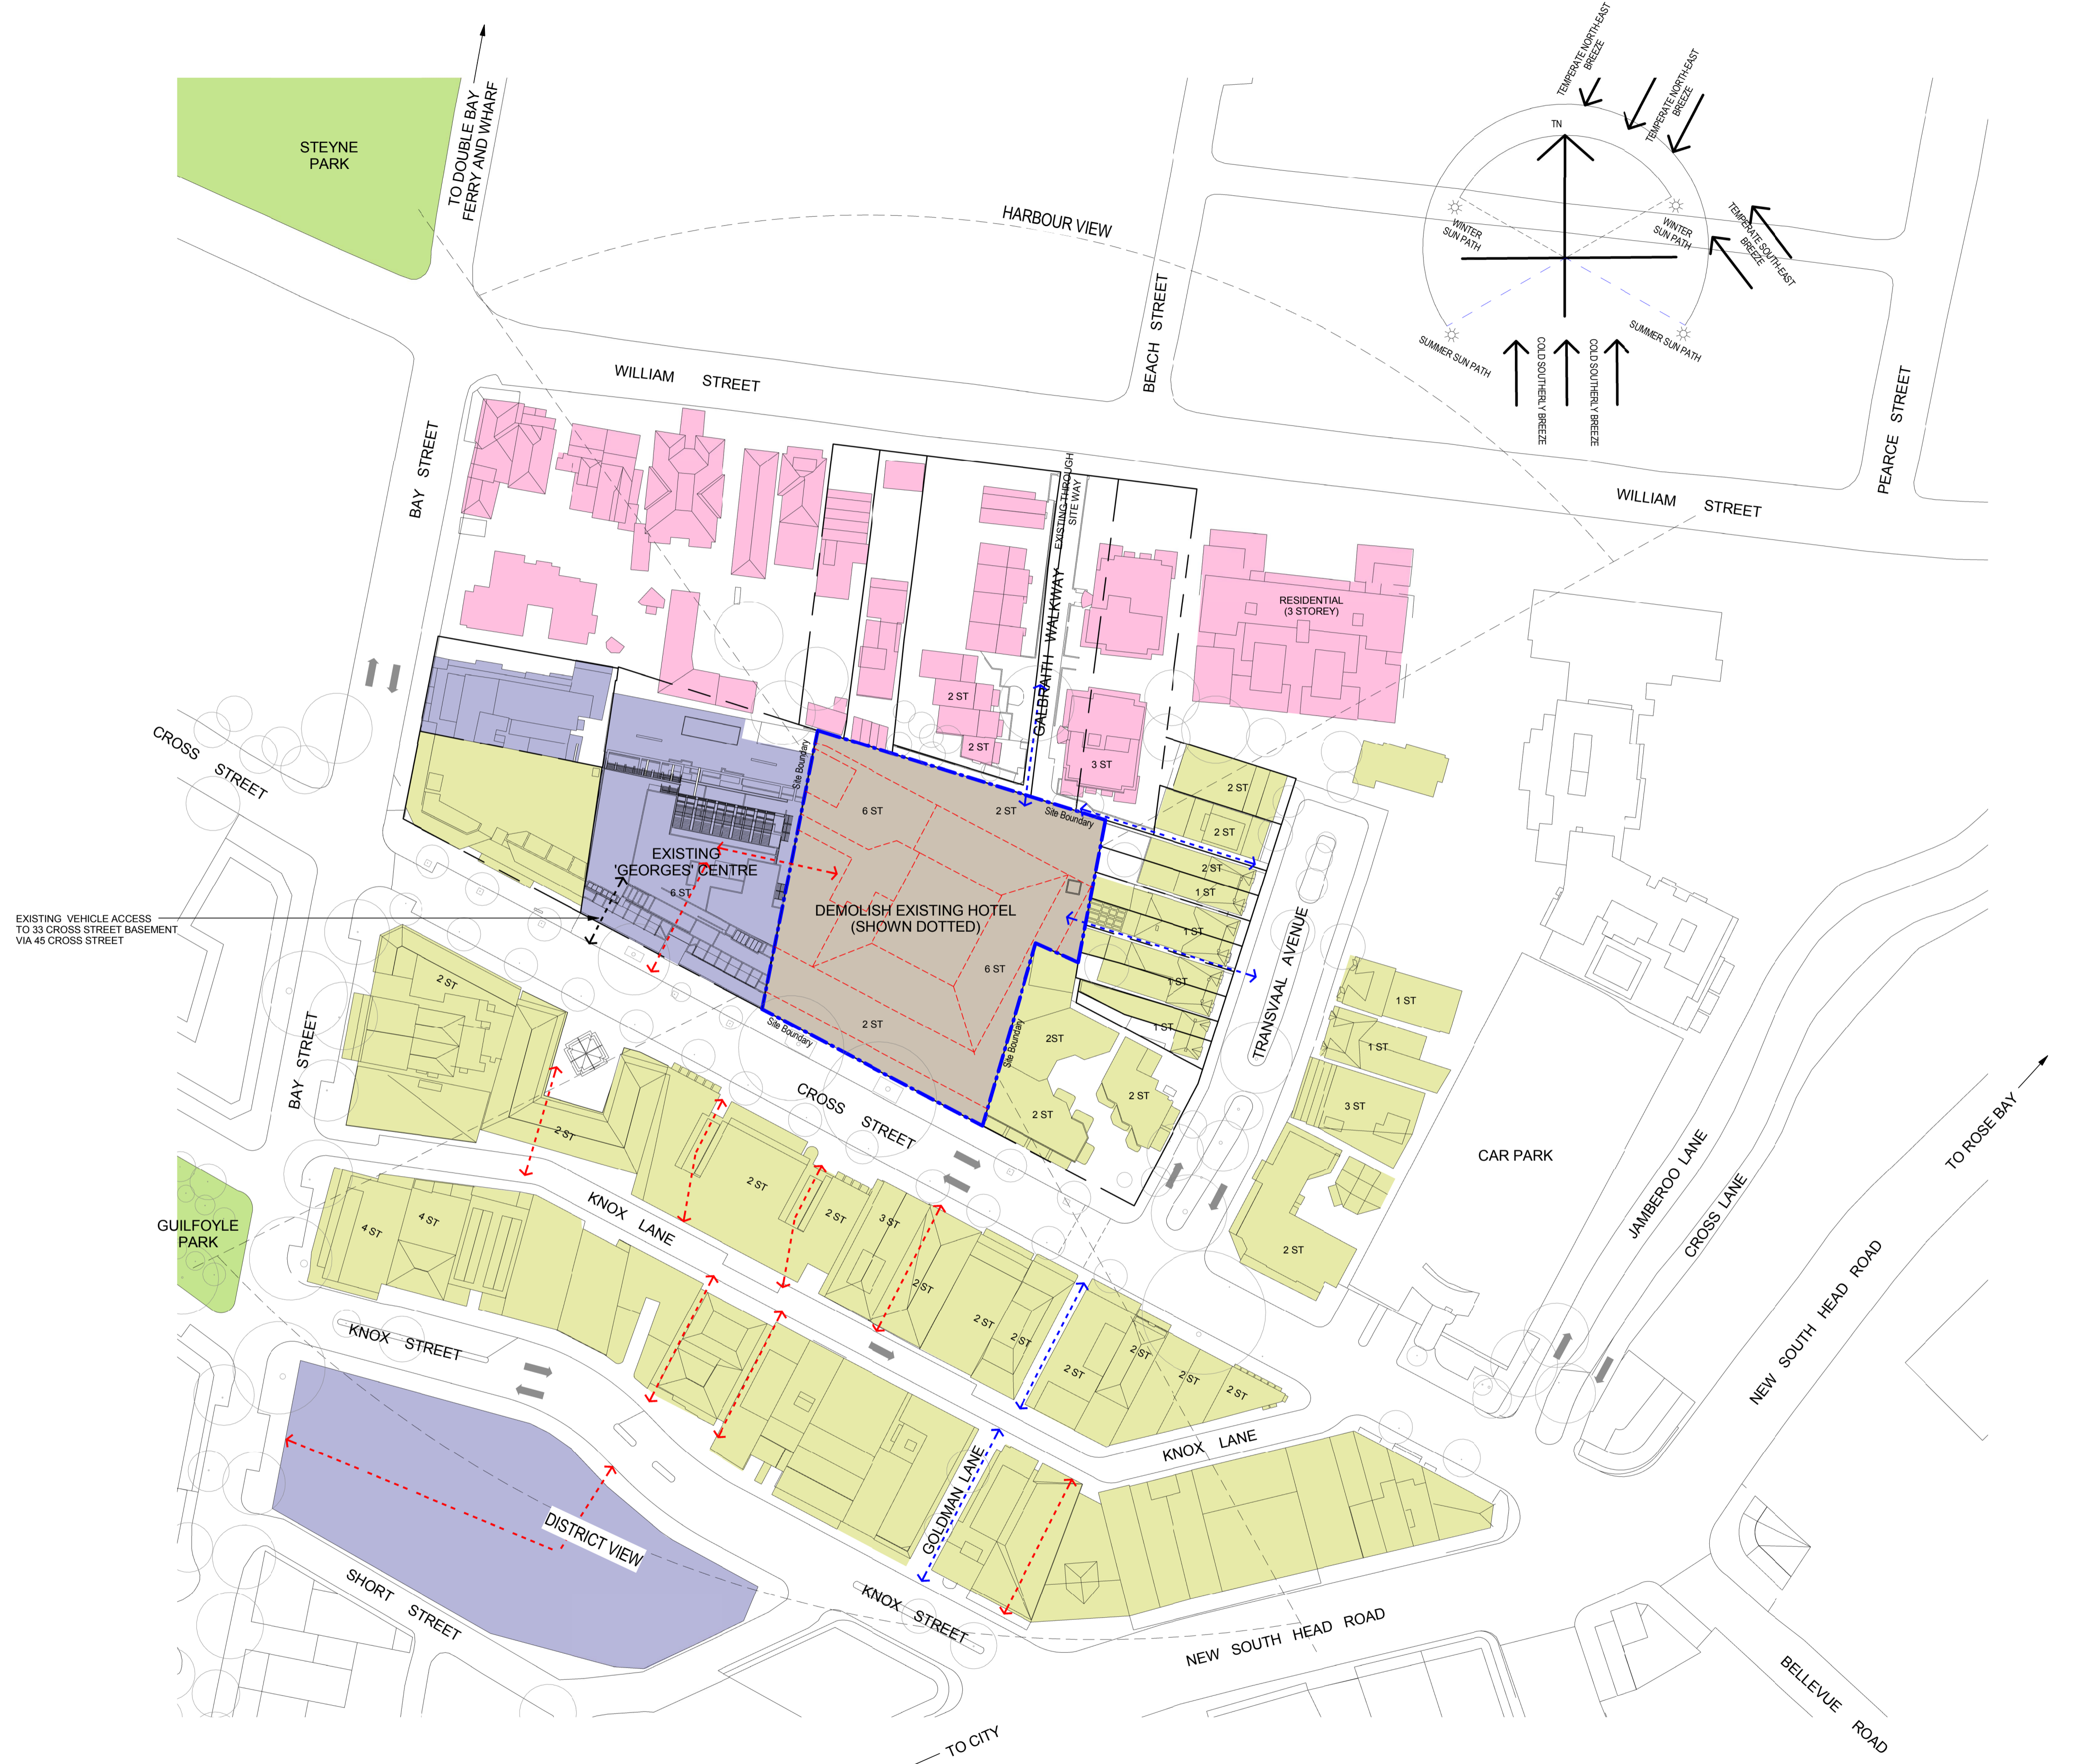 TEMPERATE NORTH-EAST
BREEZE
TEMPERATE NORTH-EAST
BREEZE
TN
STEYNE
PARK
TO DOUBLE BAY
FERRY AND WHARF
HARBOUR VIEW
WINTER
SUN PATH
WINTER
SUN PATH
TEMPERATE SOUTH-EAST
BREEZE
SUMMER SUN PATH
SUMMER SUN PATH
COLD SOUTHERLY BREEZE
COLD SOUTHERLY BREEZE
BEACH STREET
WILLIAM STREET
PEARCE STREET
BAY STREET
WILLIAM STREET
EXISTING THROUGH
SITE WAY
GALBRAITH WALKWAY
RESIDENTIAL
(3 STOREY)
2 ST
2 ST
3 ST
CROSS STREET
Site Boundary
6 ST
2 ST
Site Boundary
2 ST
2 ST
2 ST
1 ST
1 ST
1 ST
1 ST
EXISTING
'GEORGES' CENTRE
6 ST
DEMOLISH EXISTING HOTEL
(SHOWN DOTTED)
6 ST
2 ST
EXISTING VEHICLE ACCESS
TO 33 CROSS STREET BASEMENT
VIA 45 CROSS STREET
Site Boundary
Site Boundary
2ST
2 ST
2 ST
TRANSVAAL AVENUE
1 ST
1 ST
3 ST
2 ST
CAR PARK
JAMBEROO LANE
CROSS LANE
TO ROSE BAY
NEW SOUTH HEAD ROAD
2 ST
BAY STREET
2 ST
CROSS STREET
GUILFOYLE
PARK
4 ST
4 ST
KNOX LANE
2 ST
2 ST
3 ST
2 ST
2 ST
2 ST
2 ST
2 ST
2 ST
2 ST
KNOX STREET
KNOX LANE
GOLDMAN LANE
DISTRICT VIEW
SHORT STREET
KNOX STREET
NEW SOUTH HEAD ROAD
BELLEVUE ROAD
TO CITY